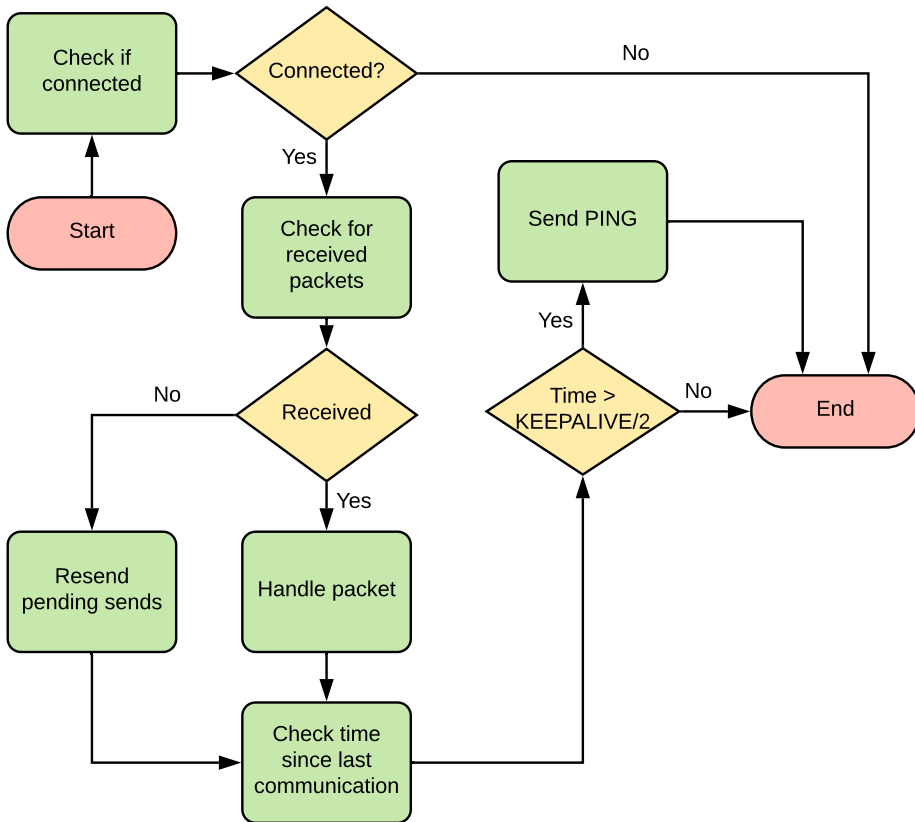 Check if
connected
Connected?
No
Yes
Start
Check for
received
packets
Send PING
Yes
No
Received
Time >
KEEPALIVE/2
No
End
Yes
Resend
pending sends
Handle packet
Check time
since last
communication